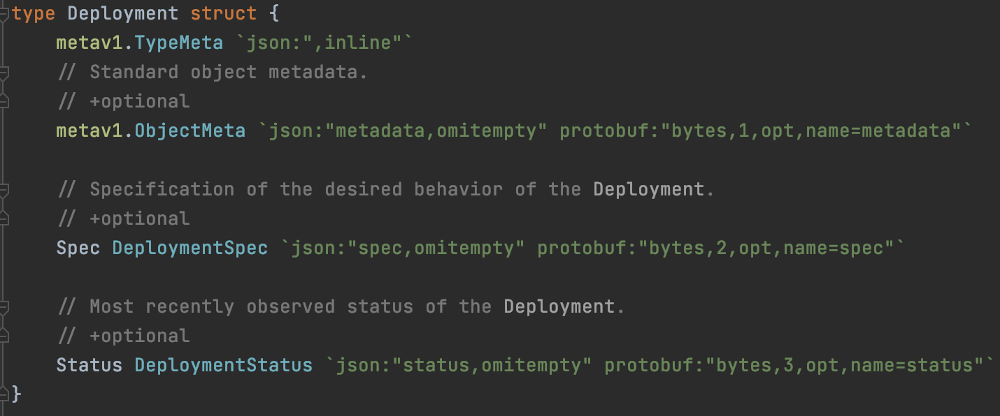 type Deployment struct {
    metav1.TypeMeta `json:",inline"`
    // Standard object metadata.
    // +optional
    metav1.ObjectMeta `json:"metadata,omitempty" protobuf:"bytes,1,opt,name=metadata"`

    // Specification of the desired behavior of the Deployment.
    // +optional
    Spec DeploymentSpec `json:"spec,omitempty" protobuf:"bytes,2,opt,name=spec"`

    // Most recently observed status of the Deployment.
    // +optional
    Status DeploymentStatus `json:"status,omitempty" protobuf:"bytes,3,opt,name=status"`
}